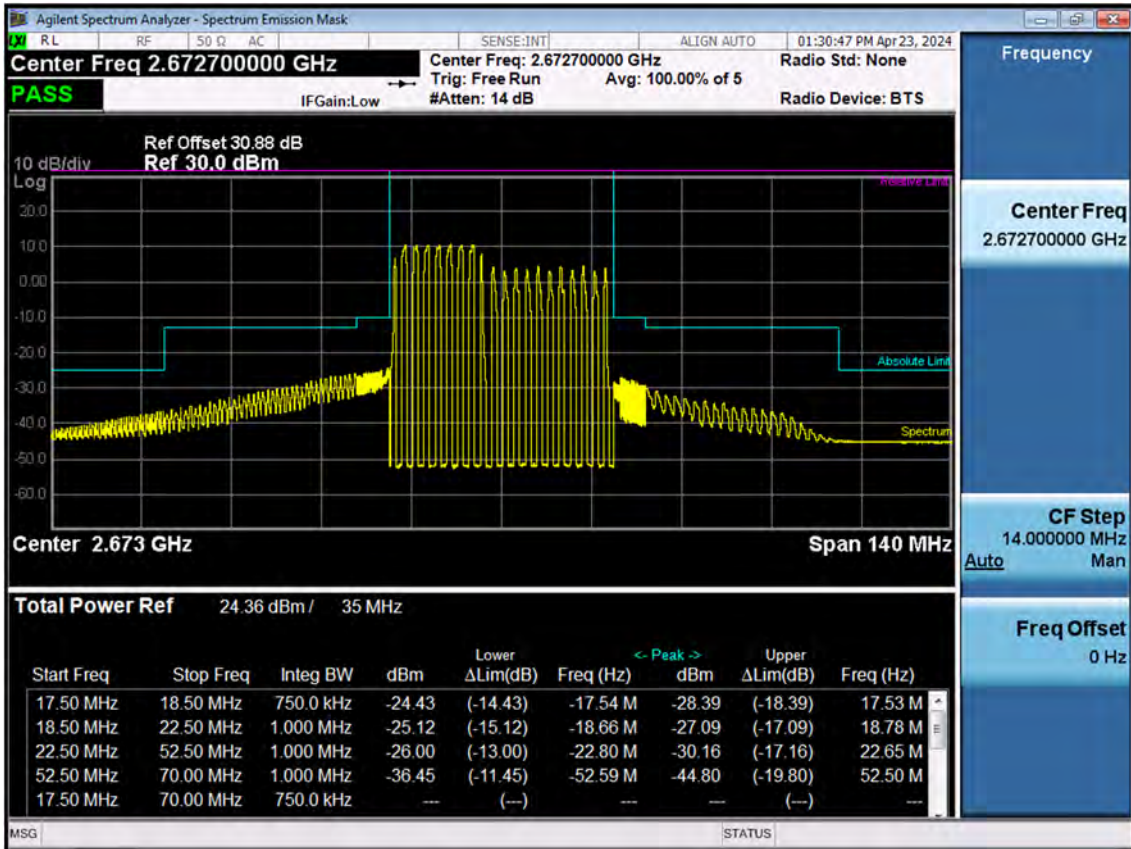 Agilent Spectrum Analyzer - Spectrum Emission Mask
LXI RL RF 50 Ω AC SENSE:INT ALIGN AUTO 01:30:47 PM Apr 23, 2024
Center Freq 2.672700000 GHz
Center Freq: 2.672700000 GHz Radio Std: None
Trig: Free Run Avg: 100.00% of 5
PASS IFGain:Low #Atten: 14 dB Radio Device: BTS
Ref Offset 30.88 dB
10 dB/div Ref 30.0 dBm
Log
Relative Limit
20.0
10.0
0.00
-10.0
-20.0
Absolute Limit
-30.0
-40.0
Spectrum
-50.0
-60.0
Center 2.673 GHz Span 140 MHz
Total Power Ref 24.36 dBm / 35 MHz
Lower <- Peak -> Upper
Start Freq Stop Freq Integ BW dBm ΔLim(dB) Freq (Hz) dBm ΔLim(dB) Freq (Hz)
17.50 MHz 18.50 MHz 750.0 kHz -24.43 (-14.43) -17.54 M -28.39 (-18.39) 17.53 M
18.50 MHz 22.50 MHz 1.000 MHz -25.12 (-15.12) -18.66 M -27.09 (-17.09) 18.78 M
22.50 MHz 52.50 MHz 1.000 MHz -26.00 (-13.00) -22.80 M -30.16 (-17.16) 22.65 M
52.50 MHz 70.00 MHz 1.000 MHz -36.45 (-11.45) -52.59 M -44.80 (-19.80) 52.50 M
17.50 MHz 70.00 MHz 750.0 kHz --- (---) --- --- (---) ---
MSG STATUS
Frequency
Center Freq
2.672700000 GHz
CF Step
14.000000 MHz
Auto Man
Freq Offset
0 Hz